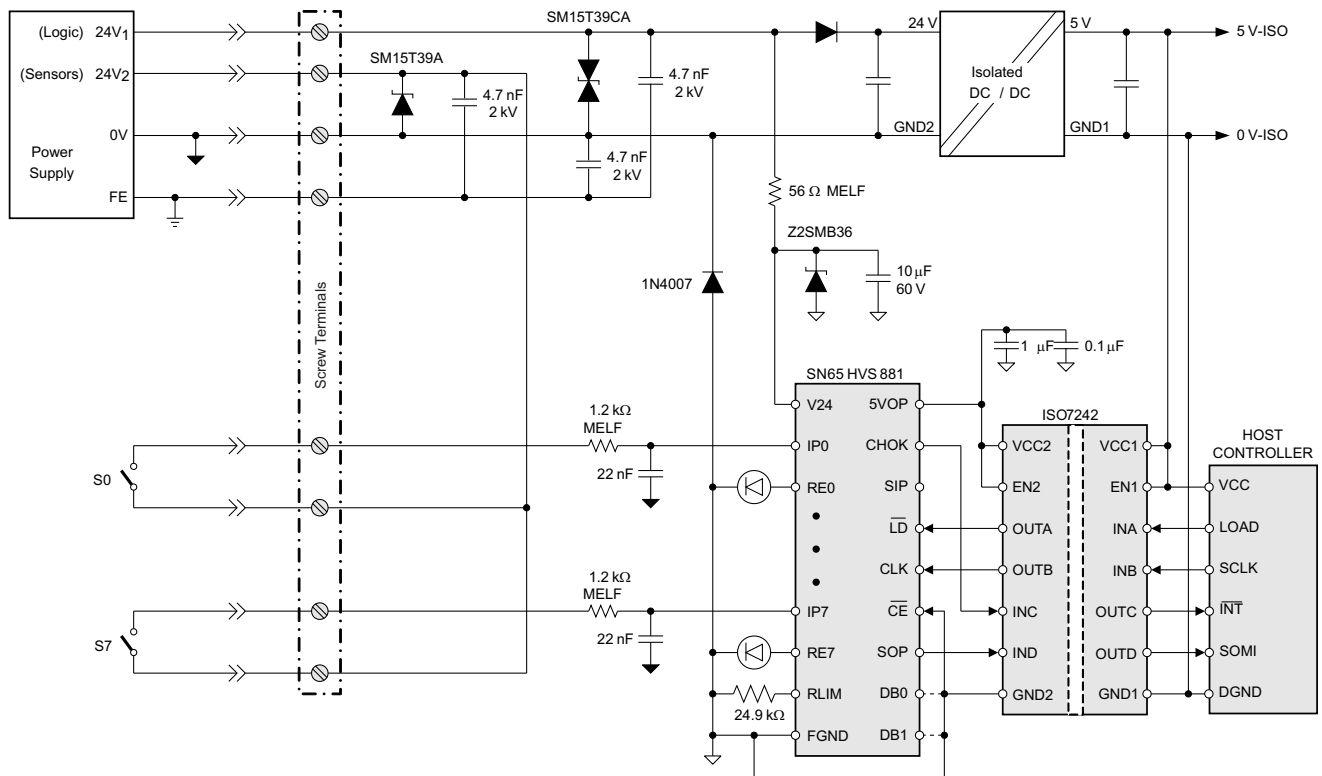 SM15T39CA
(Logic) 24V1
24 V
5 V
5 V-ISO
SM15T39A
(Sensors) 24V2
4.7 nF
2 kV
4.7 nF
2 kV
Isolated
DC / DC
0V
GND2
GND1
0 V-ISO
Power
Supply
4.7 nF
2 kV
FE
56 Ω MELF
Z2SMB36
1N4007
10 μF
60 V
Screw Terminals
1 μF
0.1 μF
SN65 HVS 881
V24
5VOP
ISO7242
1.2 kΩ
MELF
HOST
CONTROLLER
IP0
CHOK
VCC2
VCC1
S0
22 nF
RE0
SIP
EN2
EN1
VCC
LD
OUTA
INA
LOAD
CLK
OUTB
INB
SCLK
1.2 kΩ
MELF
IP7
CE
INC
OUTC
INT
S7
22 nF
RE7
SOP
IND
OUTD
SOMI
RLIM
DB0
GND2
GND1
DGND
24.9 kΩ
FGND
DB1